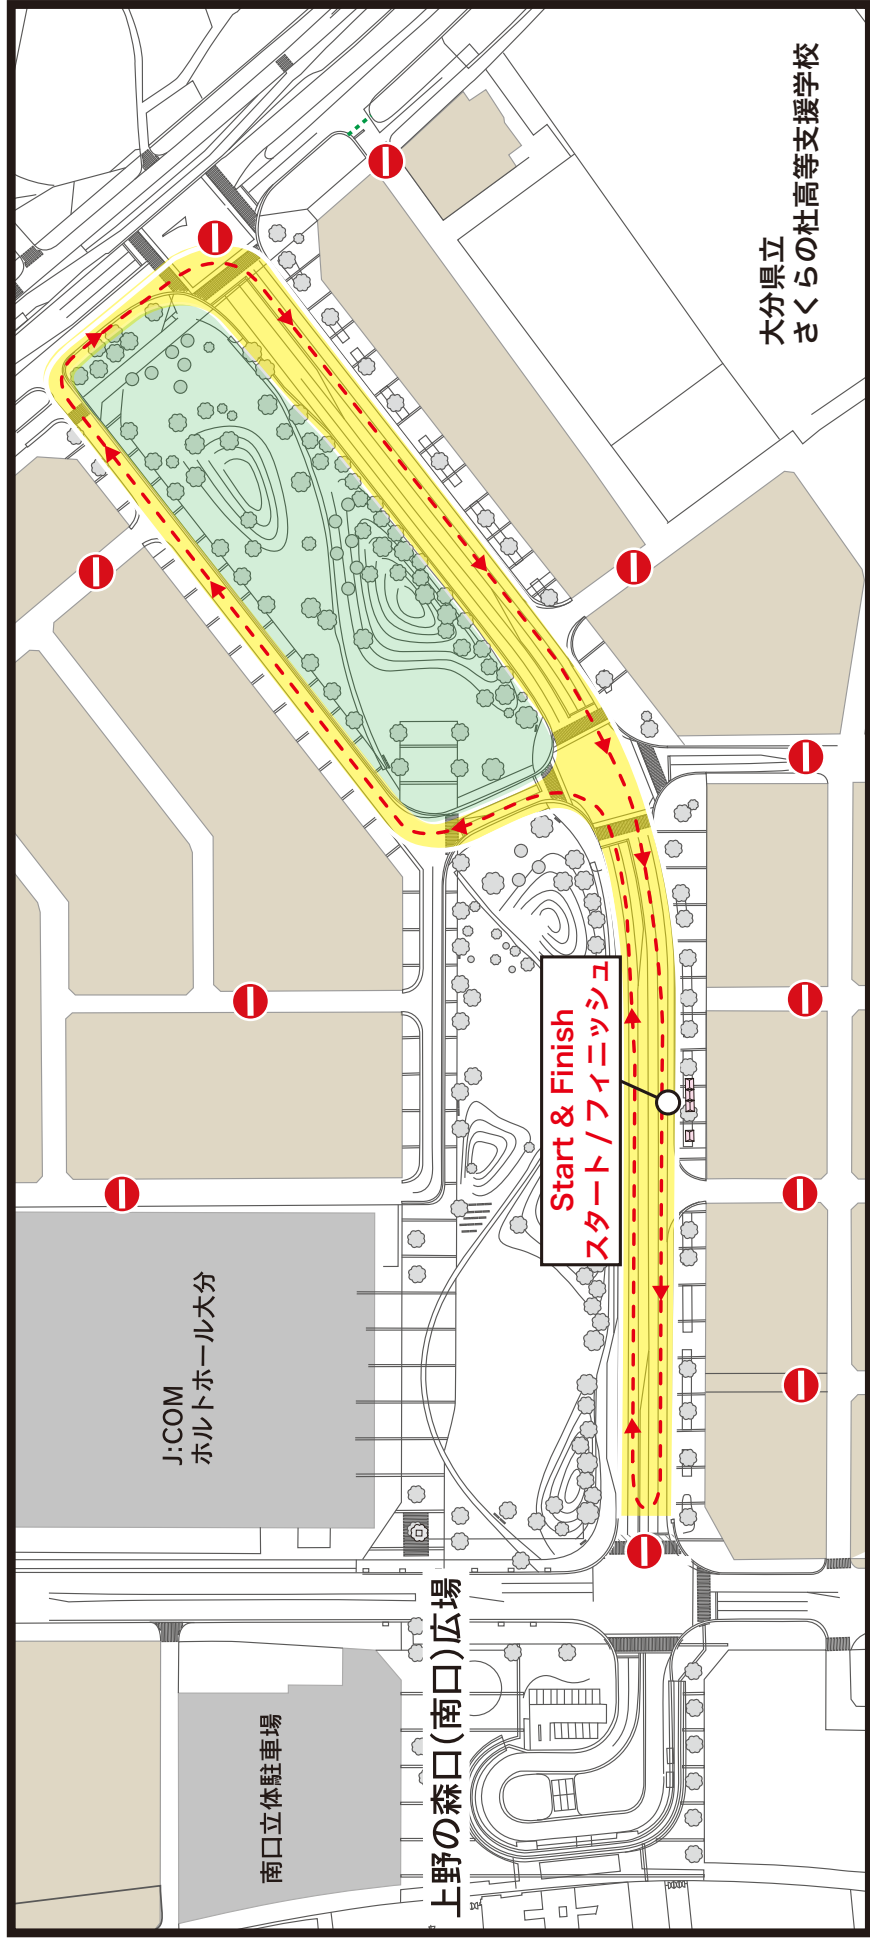 大分県立
さくらの杜高等支援学校
Start & Finish
スタート / フィニッシュ
J:COM
ホルトホール大分
上野の森口(南口)広場
南口立体駐車場